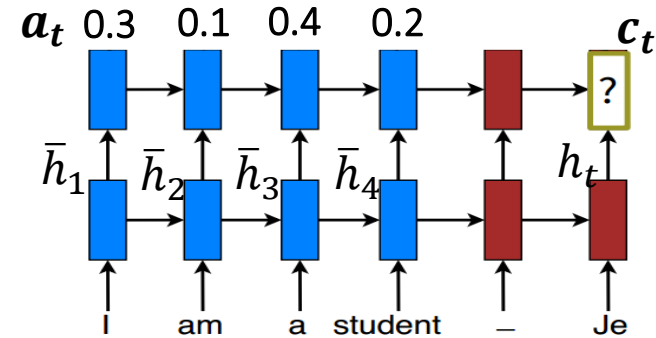 a_t 0.3 0.1 0.4 0.2 c_t
?
h̄_1 h̄_2 h̄_3 h̄_4 h_t
I am a student _ Je